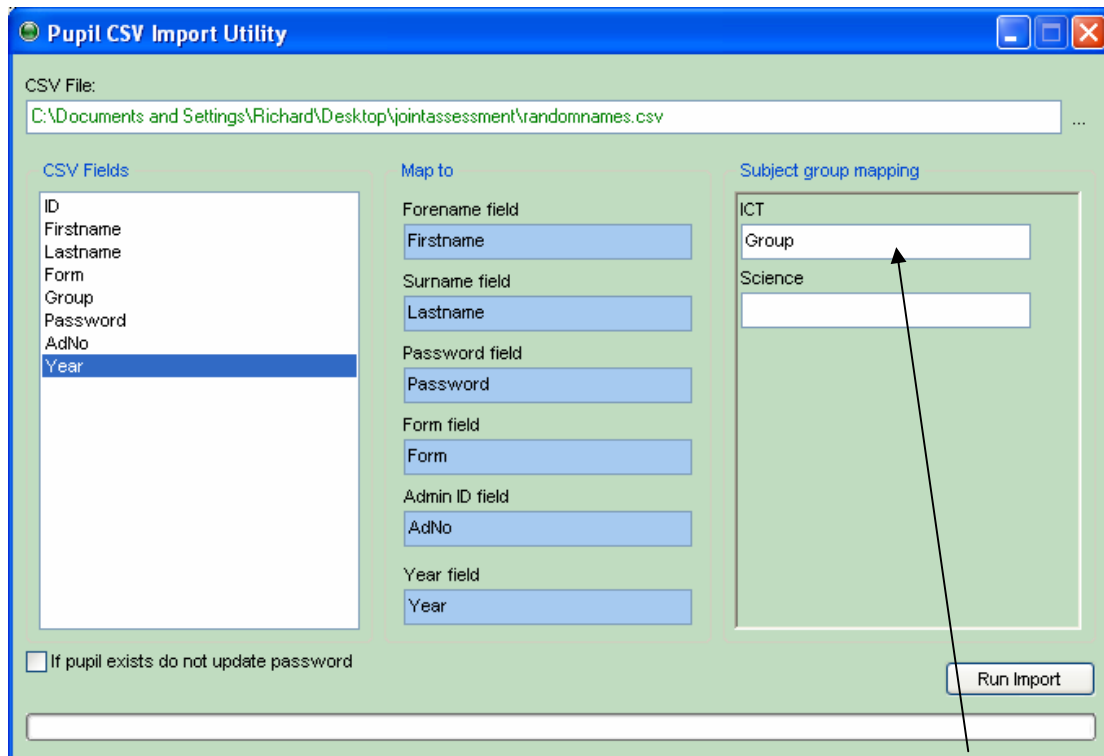 Pupil CSV Import Utility
CSV File:
C:\Documents and Settings\Richard\Desktop\jointassessment\randomnames.csv
...
CSV Fields
ID
Firstname
Lastname
Form
Group
Password
AdNo
Year
Map to
Forename field
Firstname
Surname field
Lastname
Password field
Password
Form field
Form
Admin ID field
AdNo
Year field
Year
Subject group mapping
ICT
Group
Science
If pupil exists do not update password
Run Import